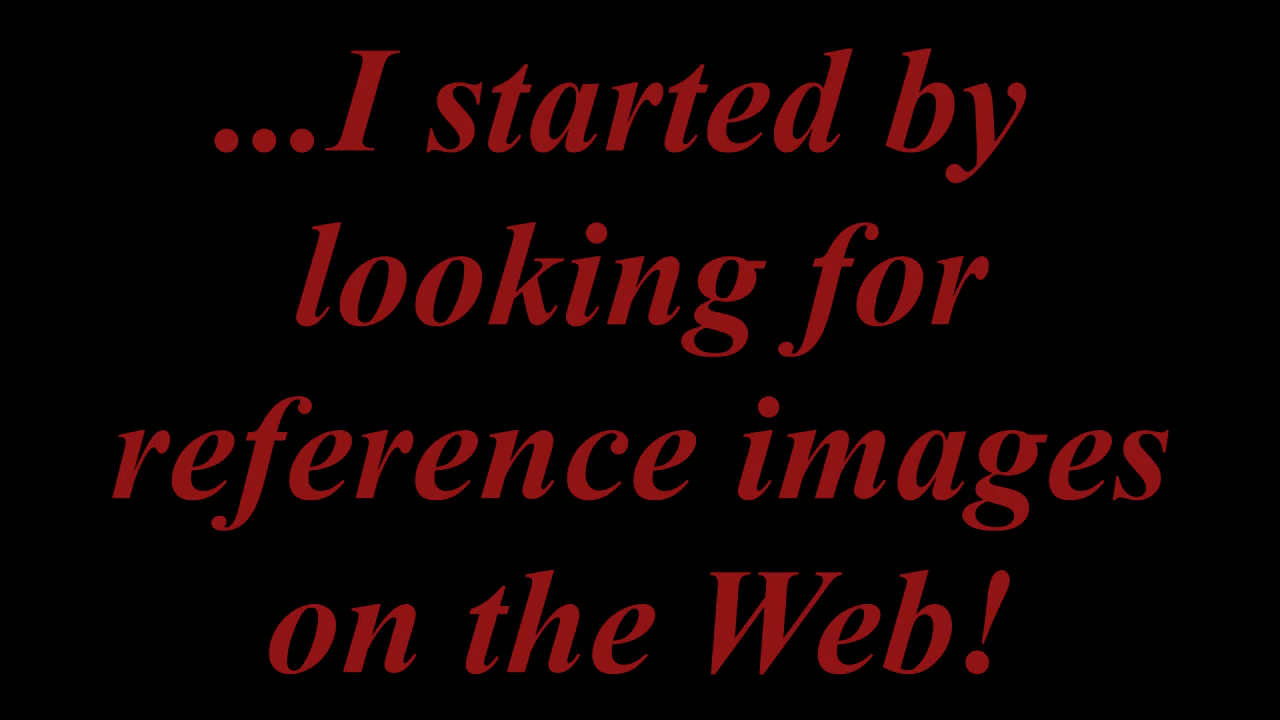 ...I started by
looking for
reference images
on the Web!